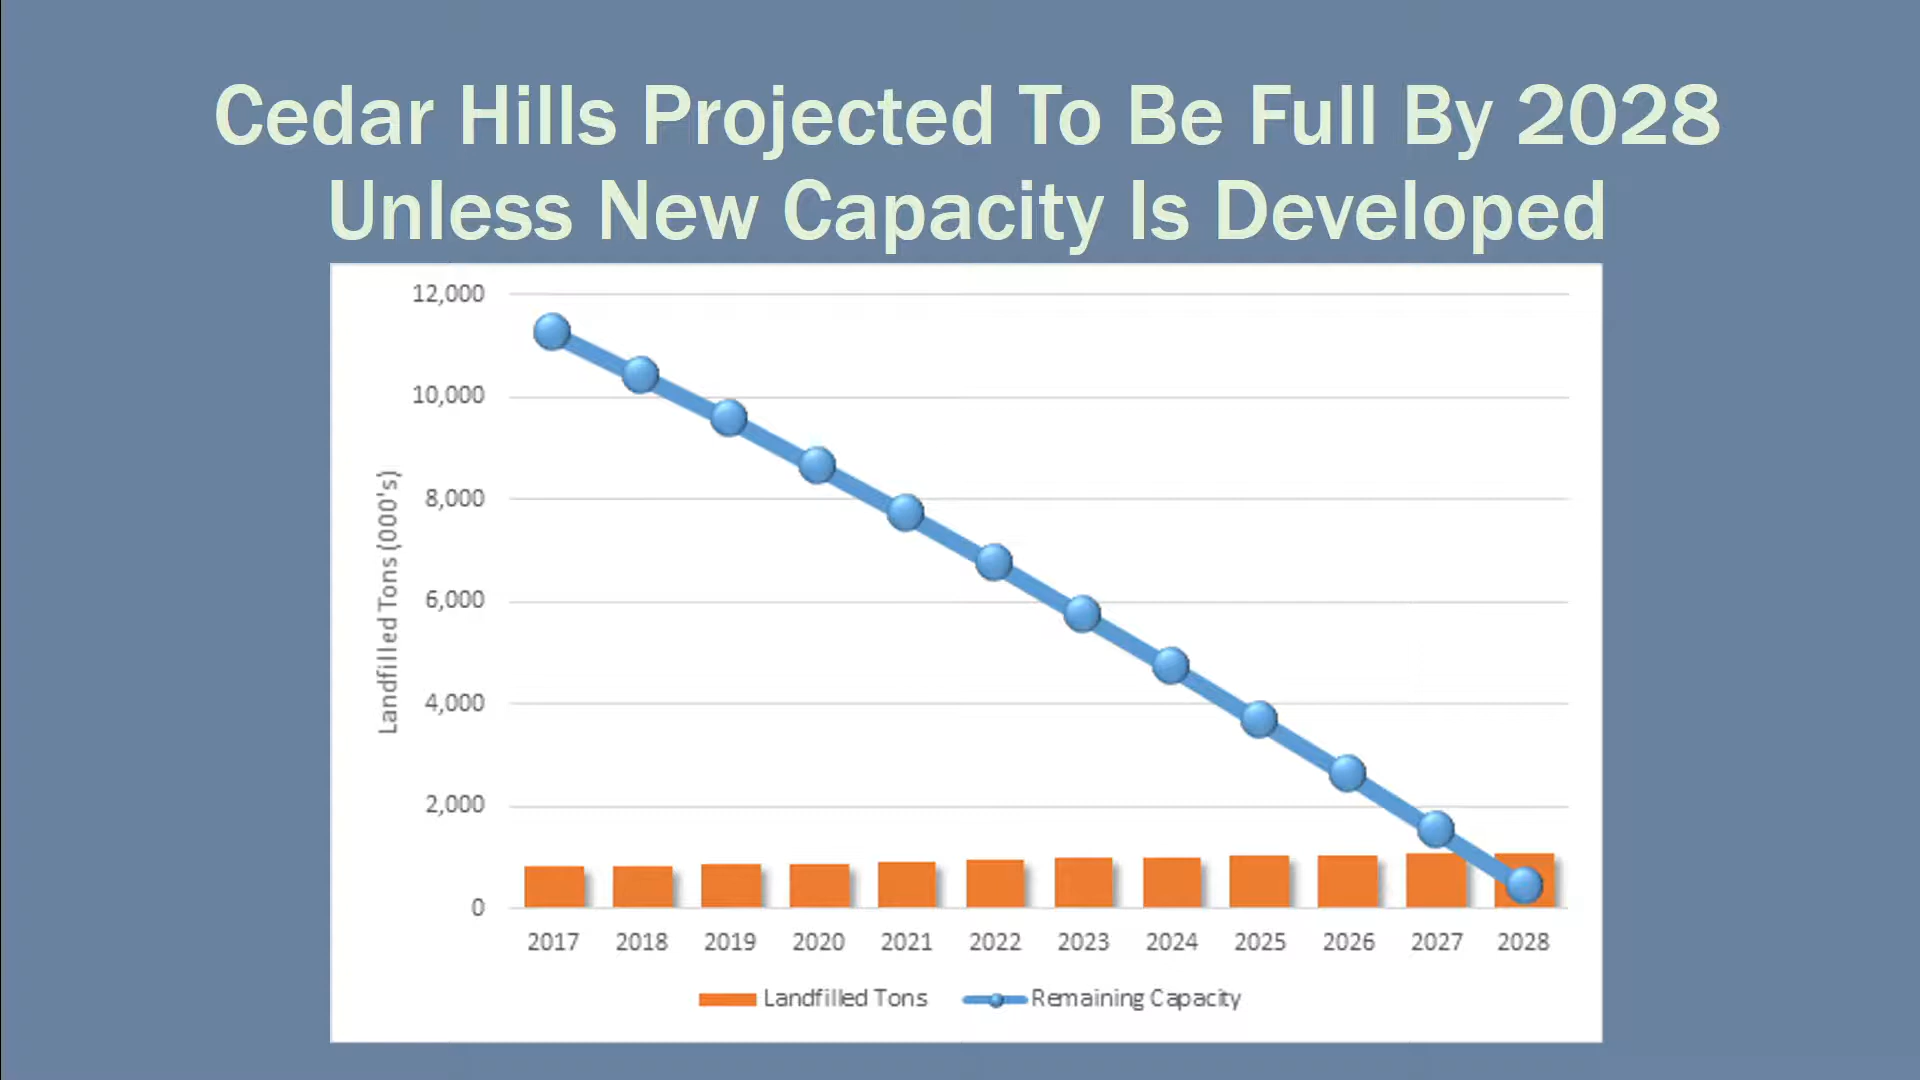 Cedar Hills Projected To Be Full By 2028
Unless New Capacity Is Developed
12,000
10,000
8,000
6,000
4,000
2,000
0
Landfilled Tons (000's)
2017 2018 2019 2020 2021 2022 2023 2024 2025 2026 2027 2028
Landfilled Tons Remaining Capacity